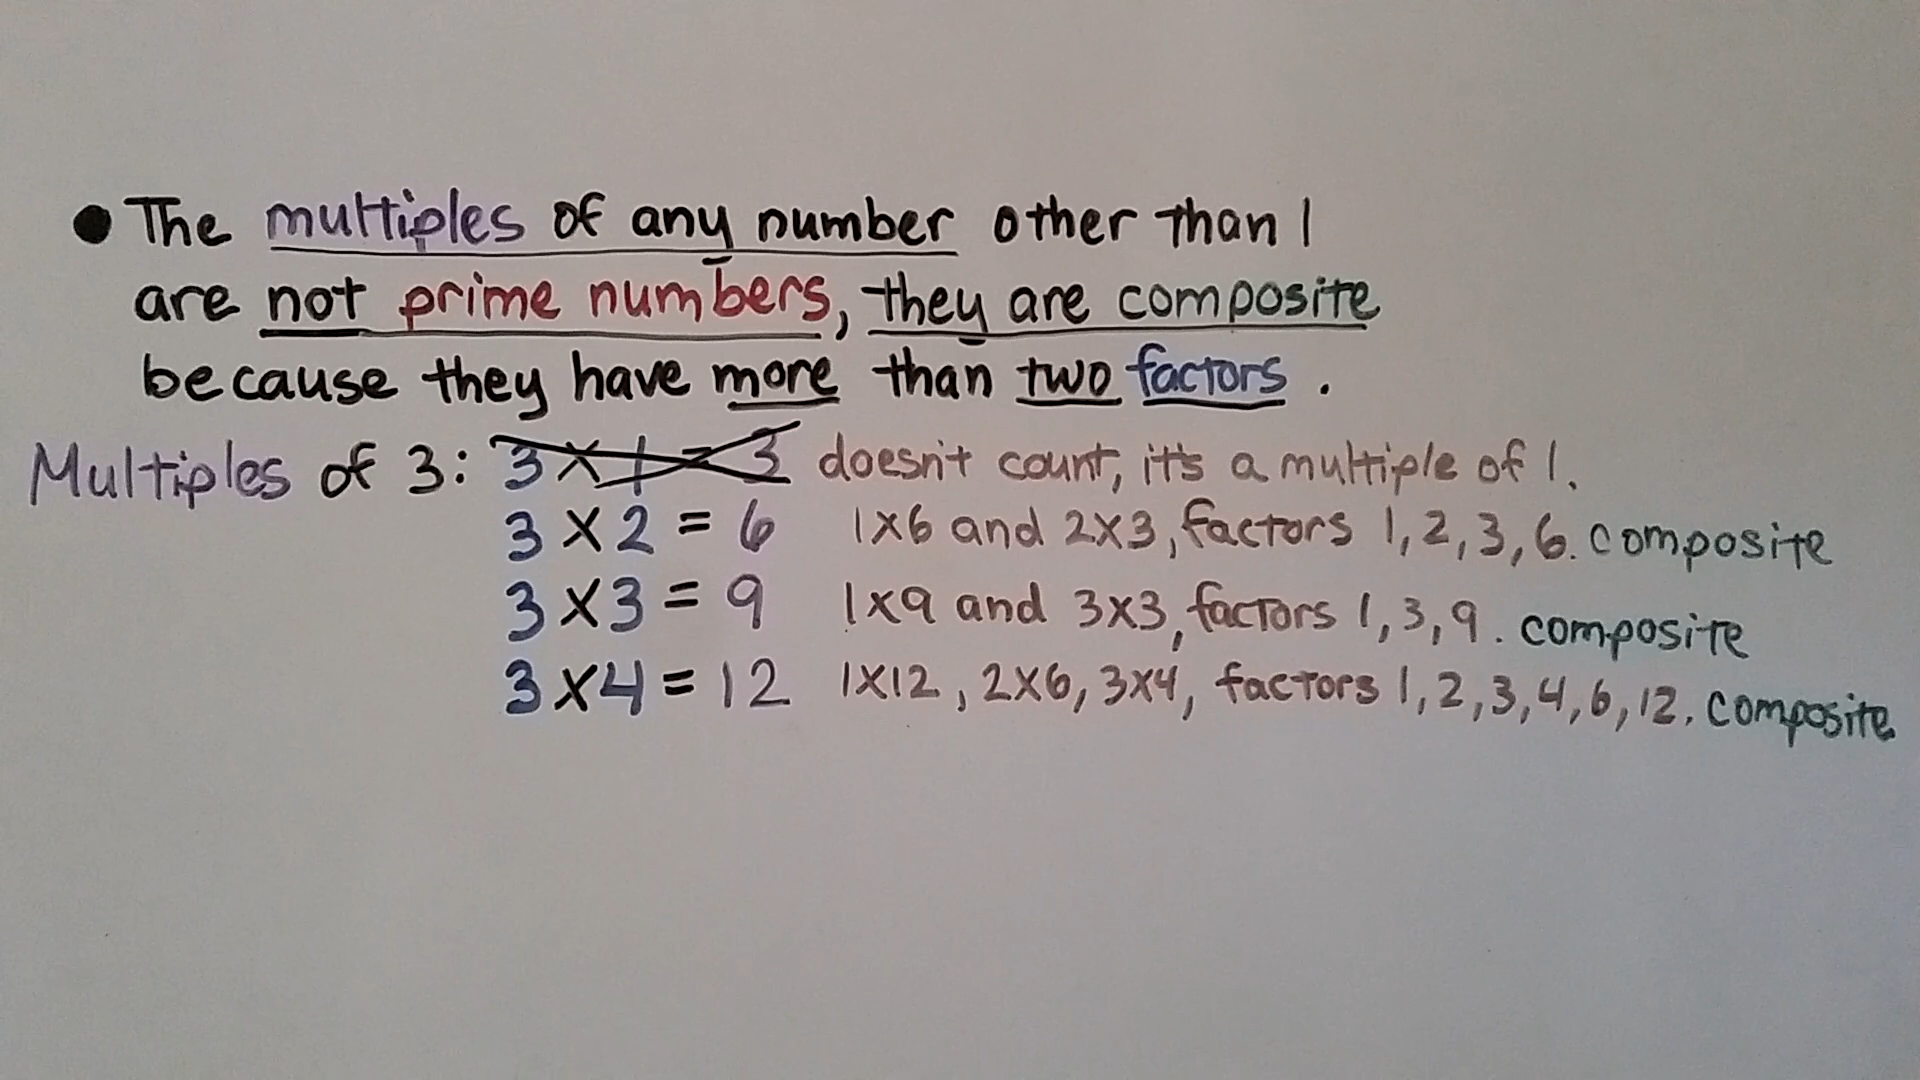 • The multiples of any number other than 1
are not prime numbers, they are composite
because they have more than two factors.
Multiples of 3: 3 × 1 = 3 doesn't count, it's a multiple of 1.
3 × 2 = 6 1×6 and 2×3, factors 1, 2, 3, 6. composite
3 × 3 = 9 1×9 and 3×3, factors 1, 3, 9. composite
3 × 4 = 12 1×12, 2×6, 3×4, factors 1, 2, 3, 4, 6, 12. composite